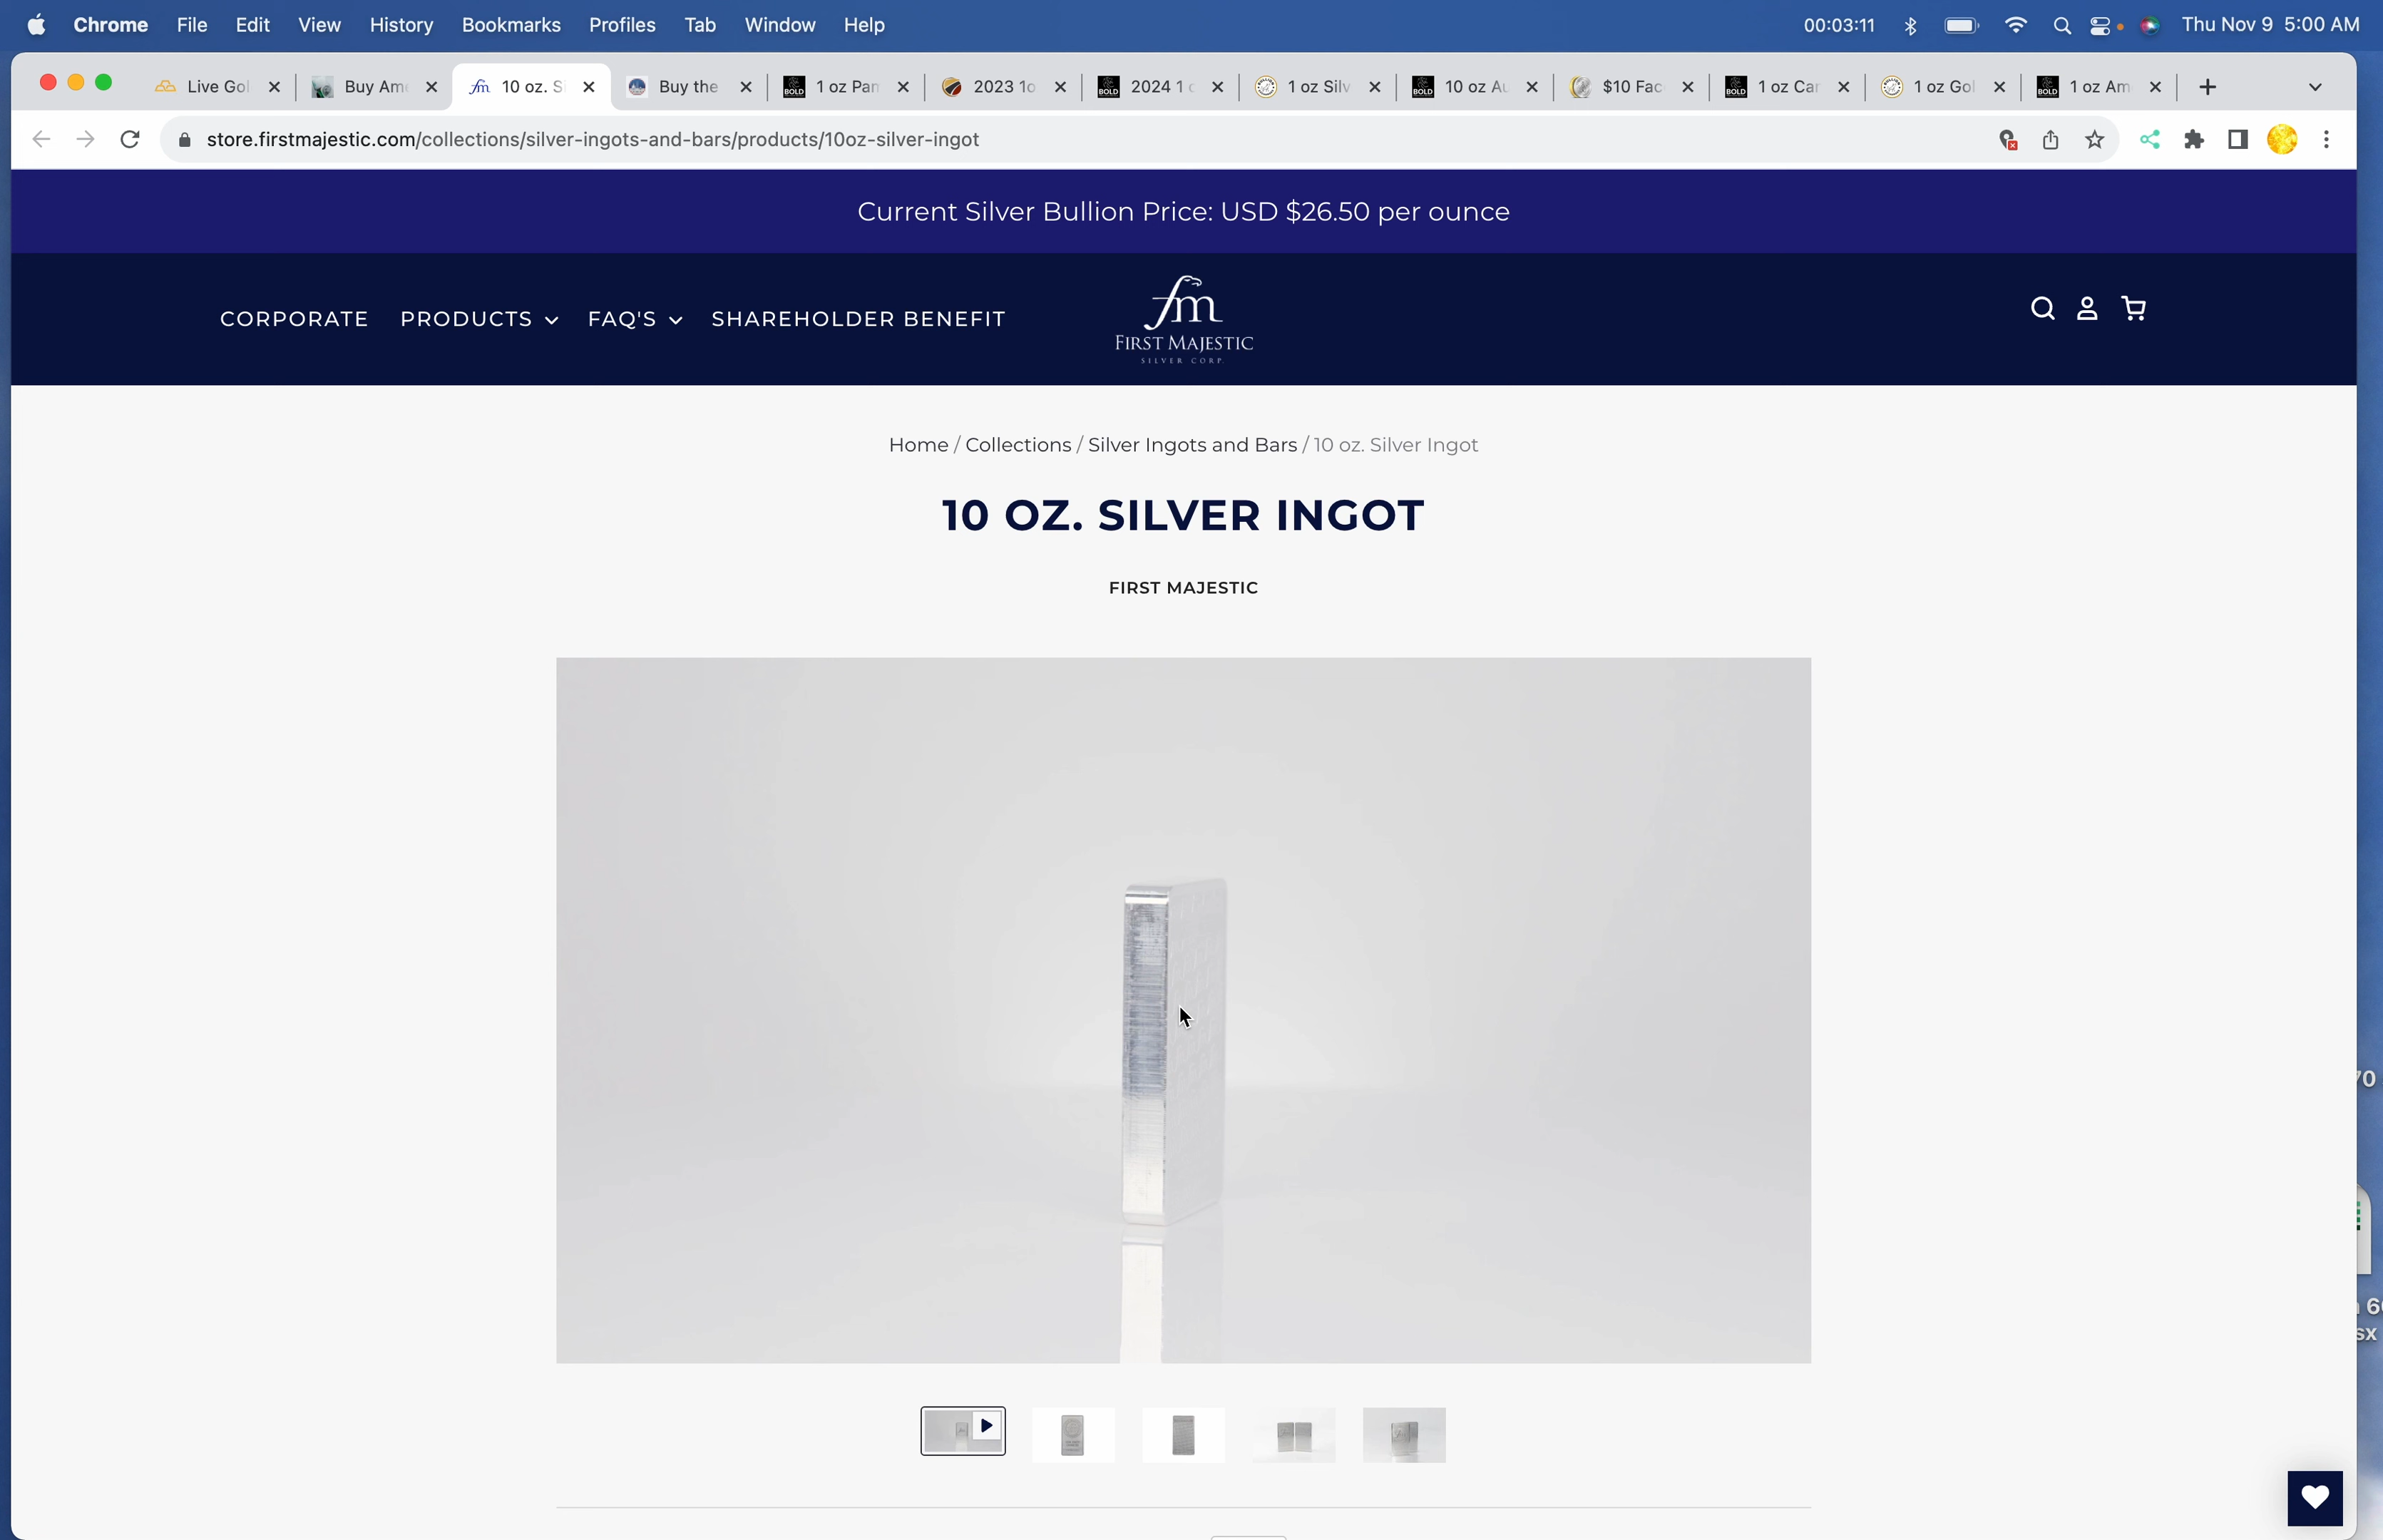 Chrome File Edit View History Bookmarks Profiles Tab Window Help 00:03:11 Thu Nov 9 5:00 AM
Live Gol Buy Am 10 oz. Si Buy the 1 oz Pan 2023 1o 2024 1 o 1 oz Silv 10 oz Au $10 Fac 1 oz Car 1 oz Gol 1 oz Am
store.firstmajestic.com/collections/silver-ingots-and-bars/products/10oz-silver-ingot
Current Silver Bullion Price: USD $26.50 per ounce
CORPORATE PRODUCTS FAQ'S SHAREHOLDER BENEFIT
fm
FIRST MAJESTIC
SILVER CORP.
Home / Collections / Silver Ingots and Bars / 10 oz. Silver Ingot
10 OZ. SILVER INGOT
FIRST MAJESTIC